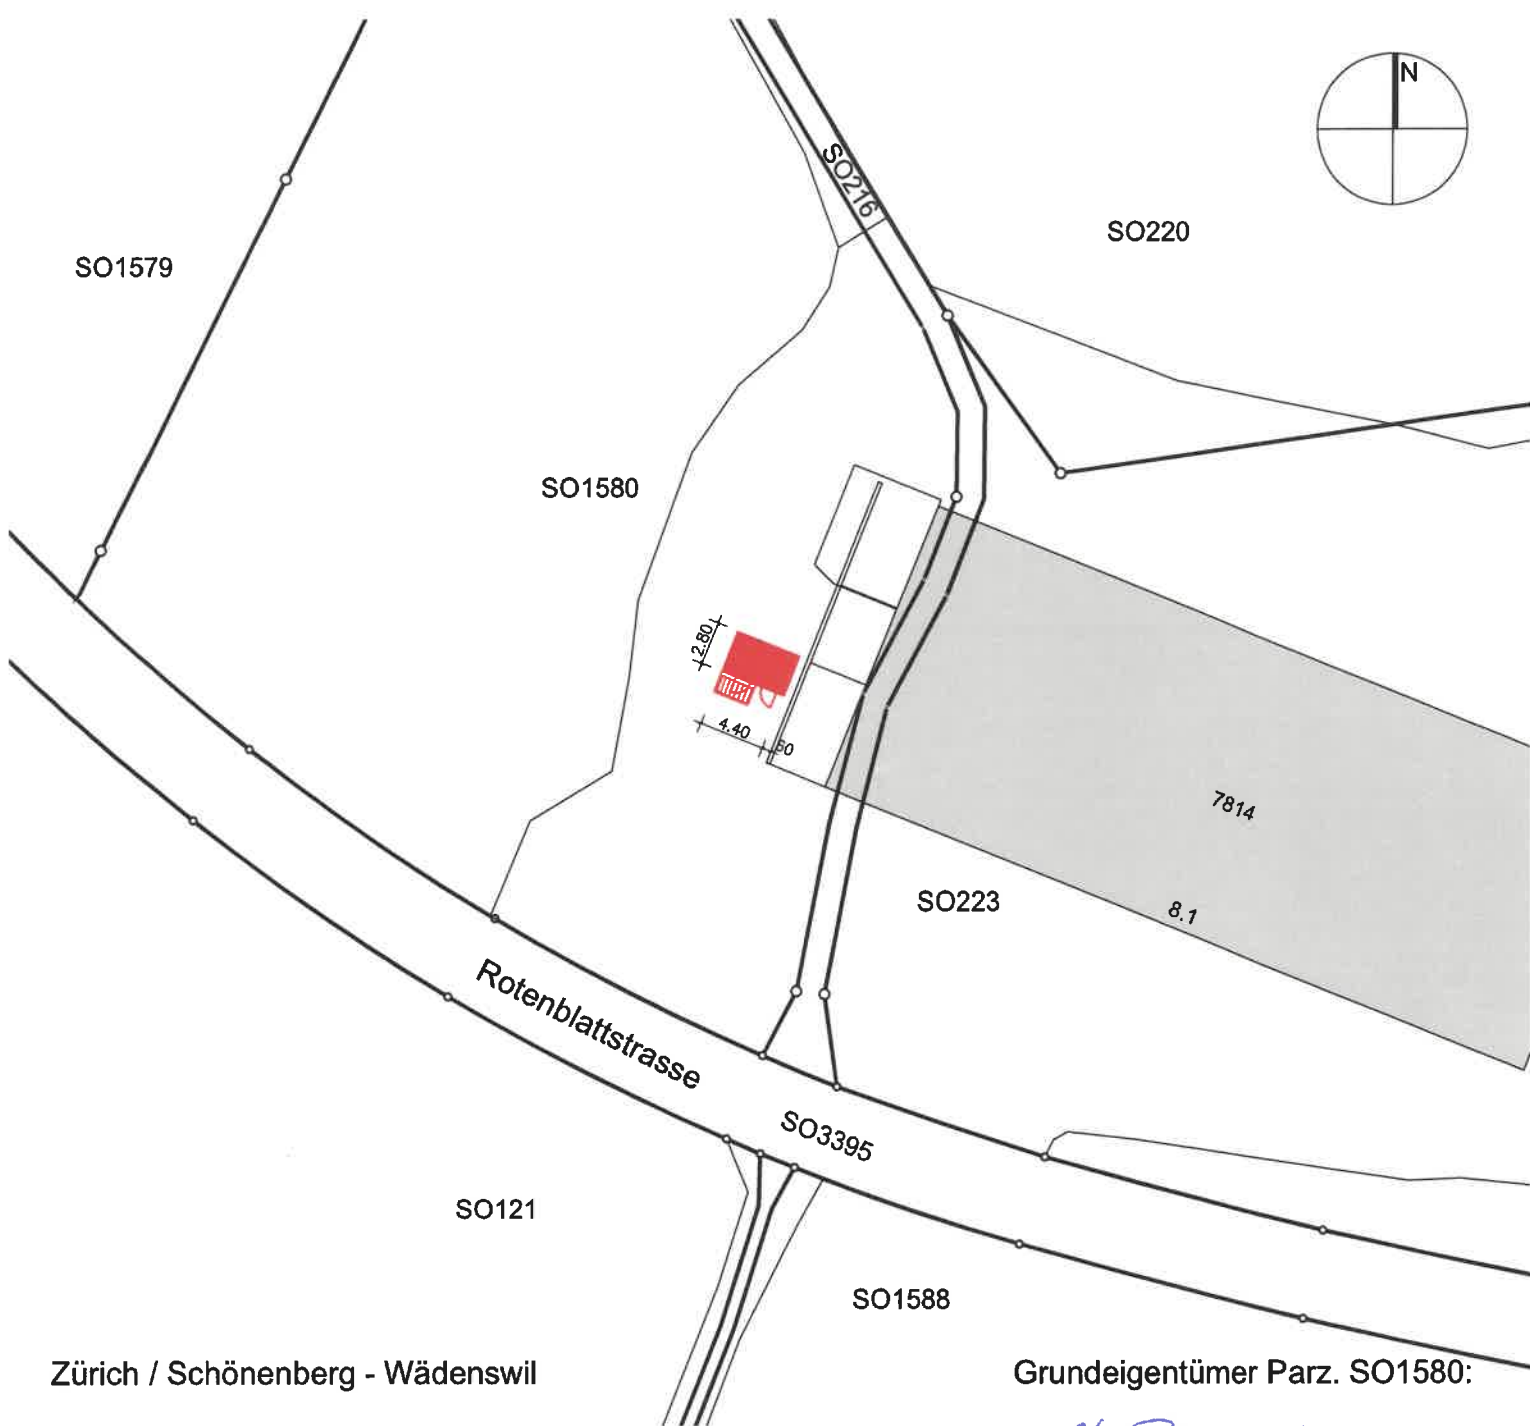 N
SO216
SO220
SO1579
SO1580
2.80
4.40
60
7814
8.1
SO223
Rotenblattstrasse
SO3395
SO121
SO1588
Zürich / Schönenberg - Wädenswil
Grundeigentümer Parz. SO1580: